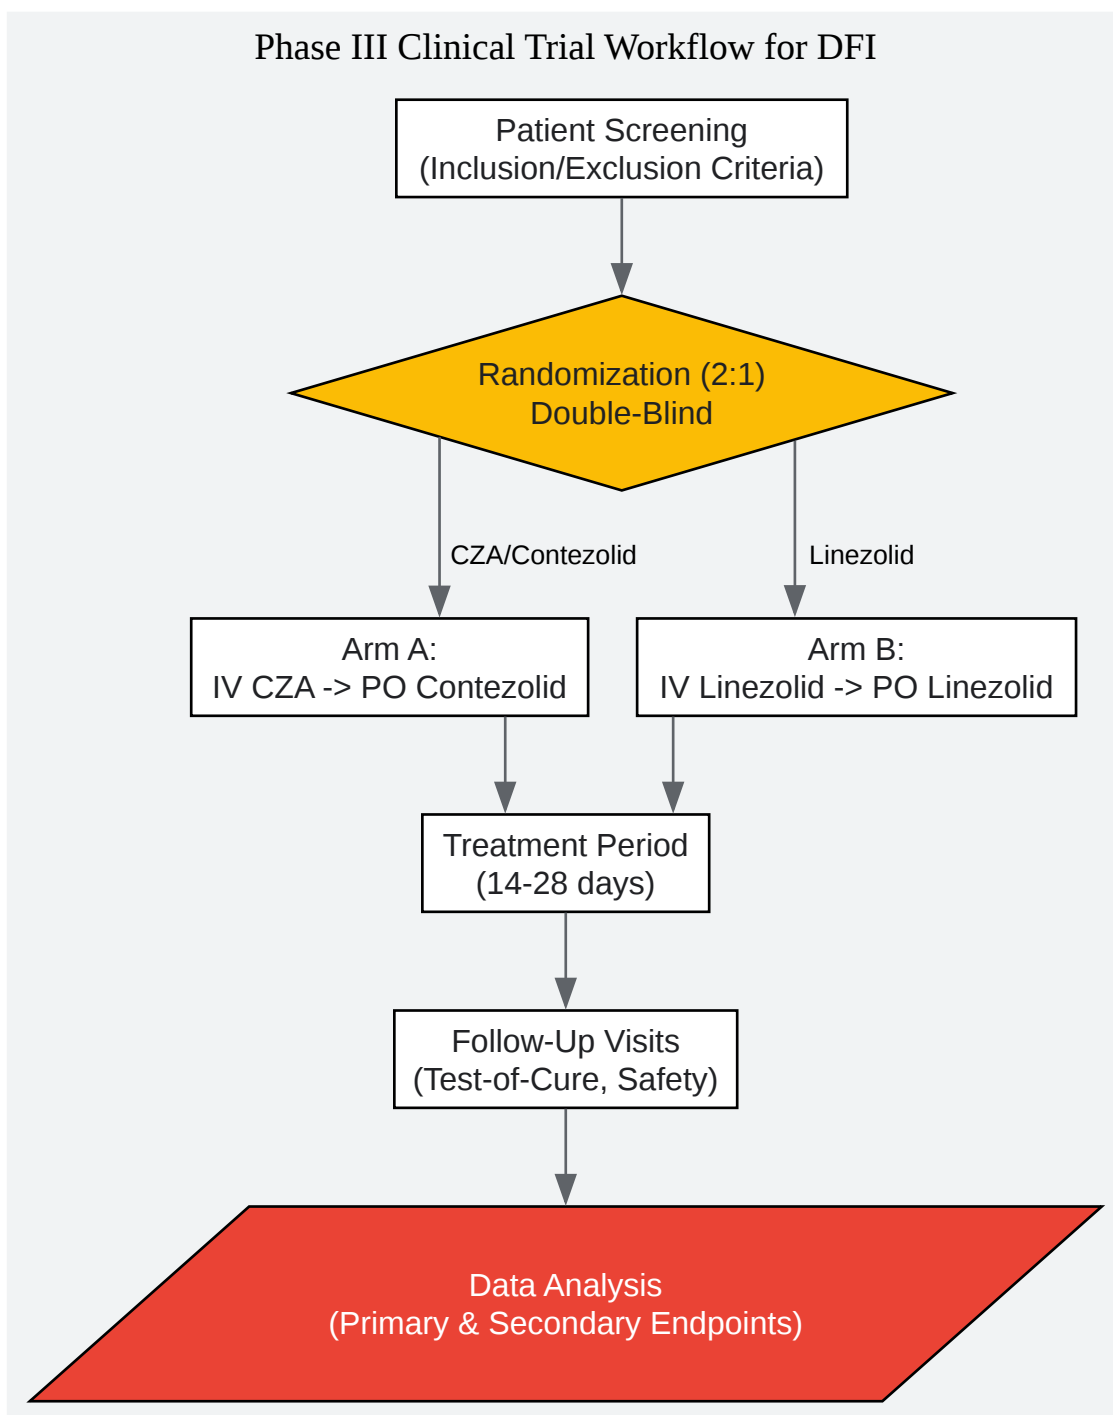 Phase III Clinical Trial Workflow for DFI
Patient Screening
(Inclusion/Exclusion Criteria)
Randomization (2:1)
Double-Blind
CZA/Contezolid
Linezolid
Arm A:
IV CZA -> PO Contezolid
Arm B:
IV Linezolid -> PO Linezolid
Treatment Period
(14-28 days)
Follow-Up Visits
(Test-of-Cure, Safety)
Data Analysis
(Primary & Secondary Endpoints)